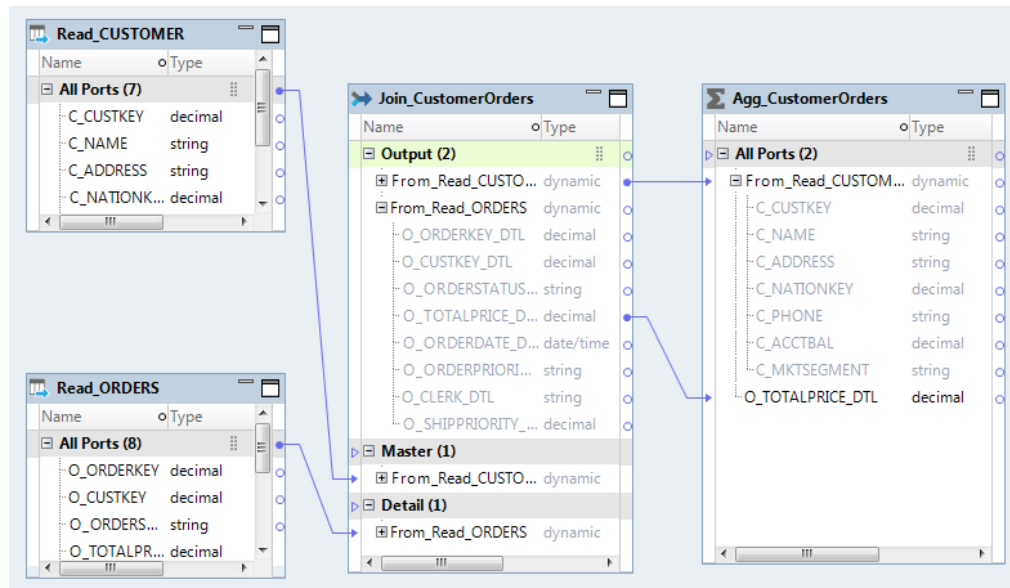 Read_CUSTOMER
Name Type
All Ports (7)
C_CUSTKEY decimal
C_NAME string
C_ADDRESS string
C_NATIONK... decimal
Read_ORDERS
Name Type
All Ports (8)
O_ORDERKEY decimal
O_CUSTKEY decimal
O_ORDERS... string
O_TOTALPR... decimal
Join_CustomerOrders
Name Type
Output (2)
From_Read_CUSTO... dynamic
From_Read_ORDERS dynamic
O_ORDERKEY_DTL decimal
O_CUSTKEY_DTL decimal
O_ORDERSTATUS... string
O_TOTALPRICE_D... decimal
O_ORDERDATE_D... date/time
O_ORDERPRIORI... string
O_CLERK_DTL string
O_SHIPPRIORITY_... decimal
Master (1)
From_Read_CUSTO... dynamic
Detail (1)
From_Read_ORDERS dynamic
Agg_CustomerOrders
Name Type
All Ports (2)
From_Read_CUSTOM... dynamic
C_CUSTKEY decimal
C_NAME string
C_ADDRESS string
C_NATIONKEY decimal
C_PHONE string
C_ACCTBAL decimal
C_MKTSEGMENT string
O_TOTALPRICE_DTL decimal